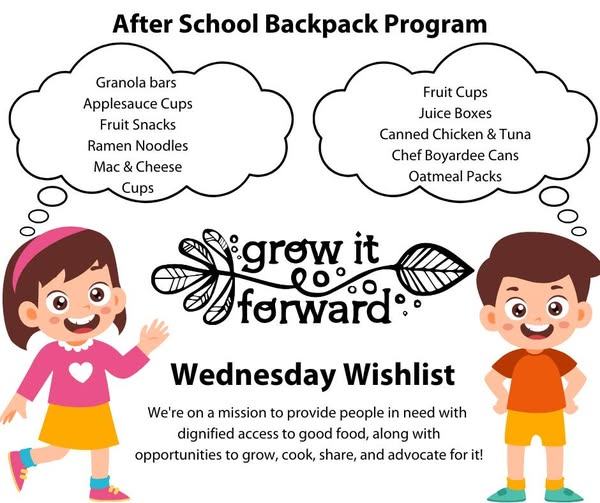 After School Backpack Program
Granola bars
Applesauce Cups
Fruit Snacks
Ramen Noodles
Mac & Cheese
Cups
Fruit Cups
Juice Boxes
Canned Chicken & Tuna
Chef Boyardee Cans
Oatmeal Packs
grow it
forward
Wednesday Wishlist
We're on a mission to provide people in need with
dignified access to good food, along with
opportunities to grow, cook, share, and advocate for it!